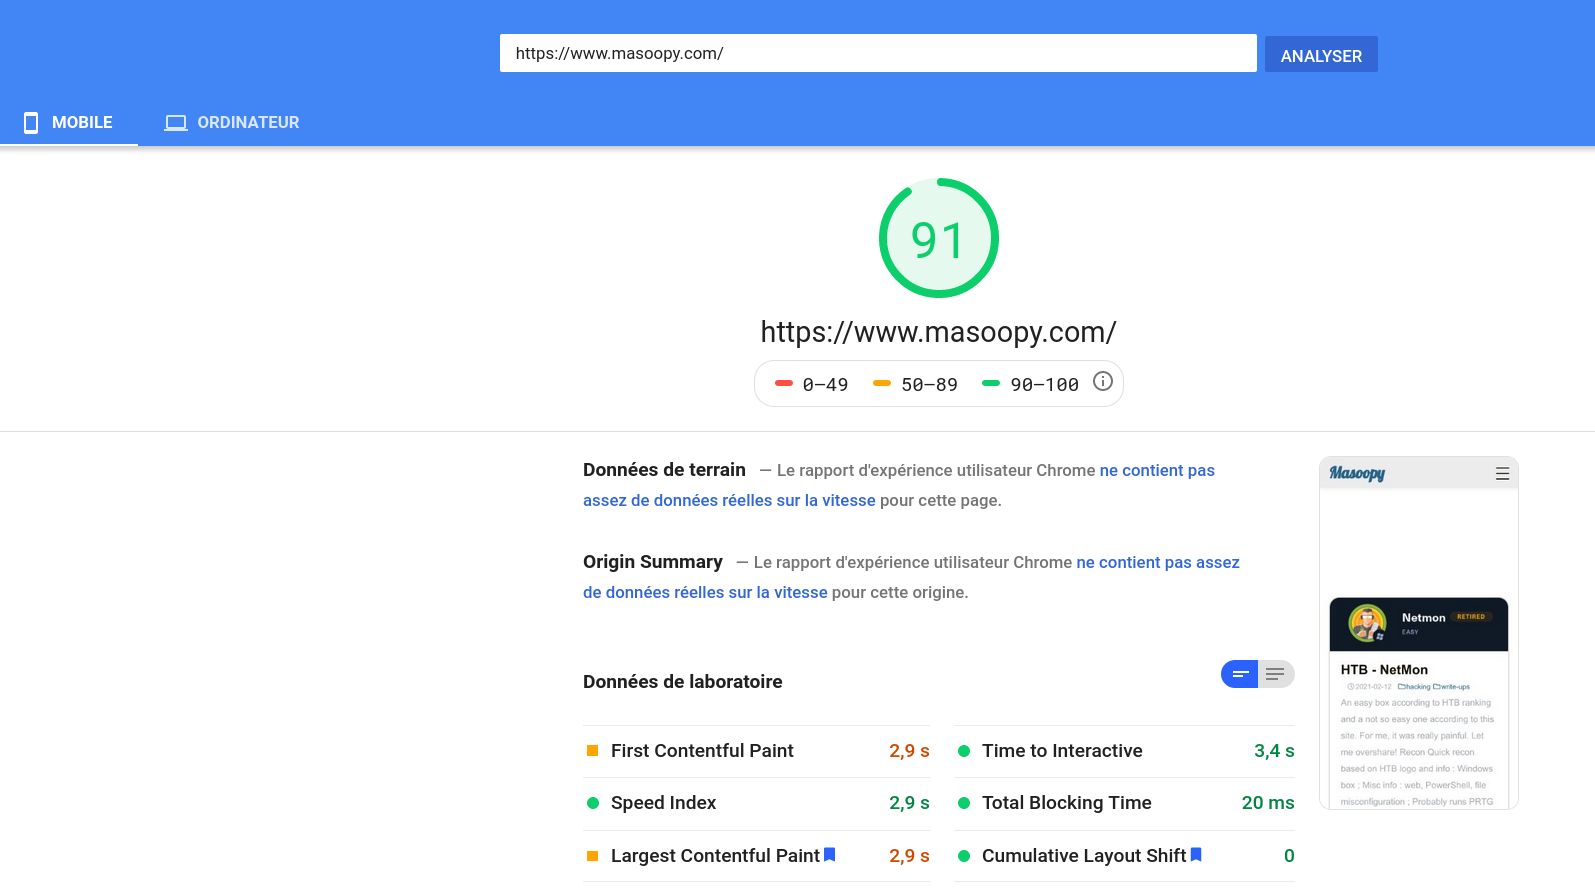 https://www.masoopy.com/
ANALYSER
MOBILE
ORDINATEUR
91
https://www.masoopy.com/
0–49 50–89 90–100
Données de terrain — Le rapport d'expérience utilisateur Chrome ne contient pas
assez de données réelles sur la vitesse pour cette page.
Origin Summary — Le rapport d'expérience utilisateur Chrome ne contient pas assez
de données réelles sur la vitesse pour cette origine.
Données de laboratoire
First Contentful Paint 2,9 s
Time to Interactive 3,4 s
Speed Index 2,9 s
Total Blocking Time 20 ms
Largest Contentful Paint 2,9 s
Cumulative Layout Shift 0
Masoopy
Netmon RETIRED
EASY
HTB - NetMon
2021-02-12 hacking write-ups
An easy box according to HTB ranking
and a not so easy one according to this
site. For me, it was really painful. Let
me overshare! Recon Quick recon
based on HTB logo and info : Windows
box ; Misc info : web, PowerShell, file
misconfiguration ; Probably runs PRTG